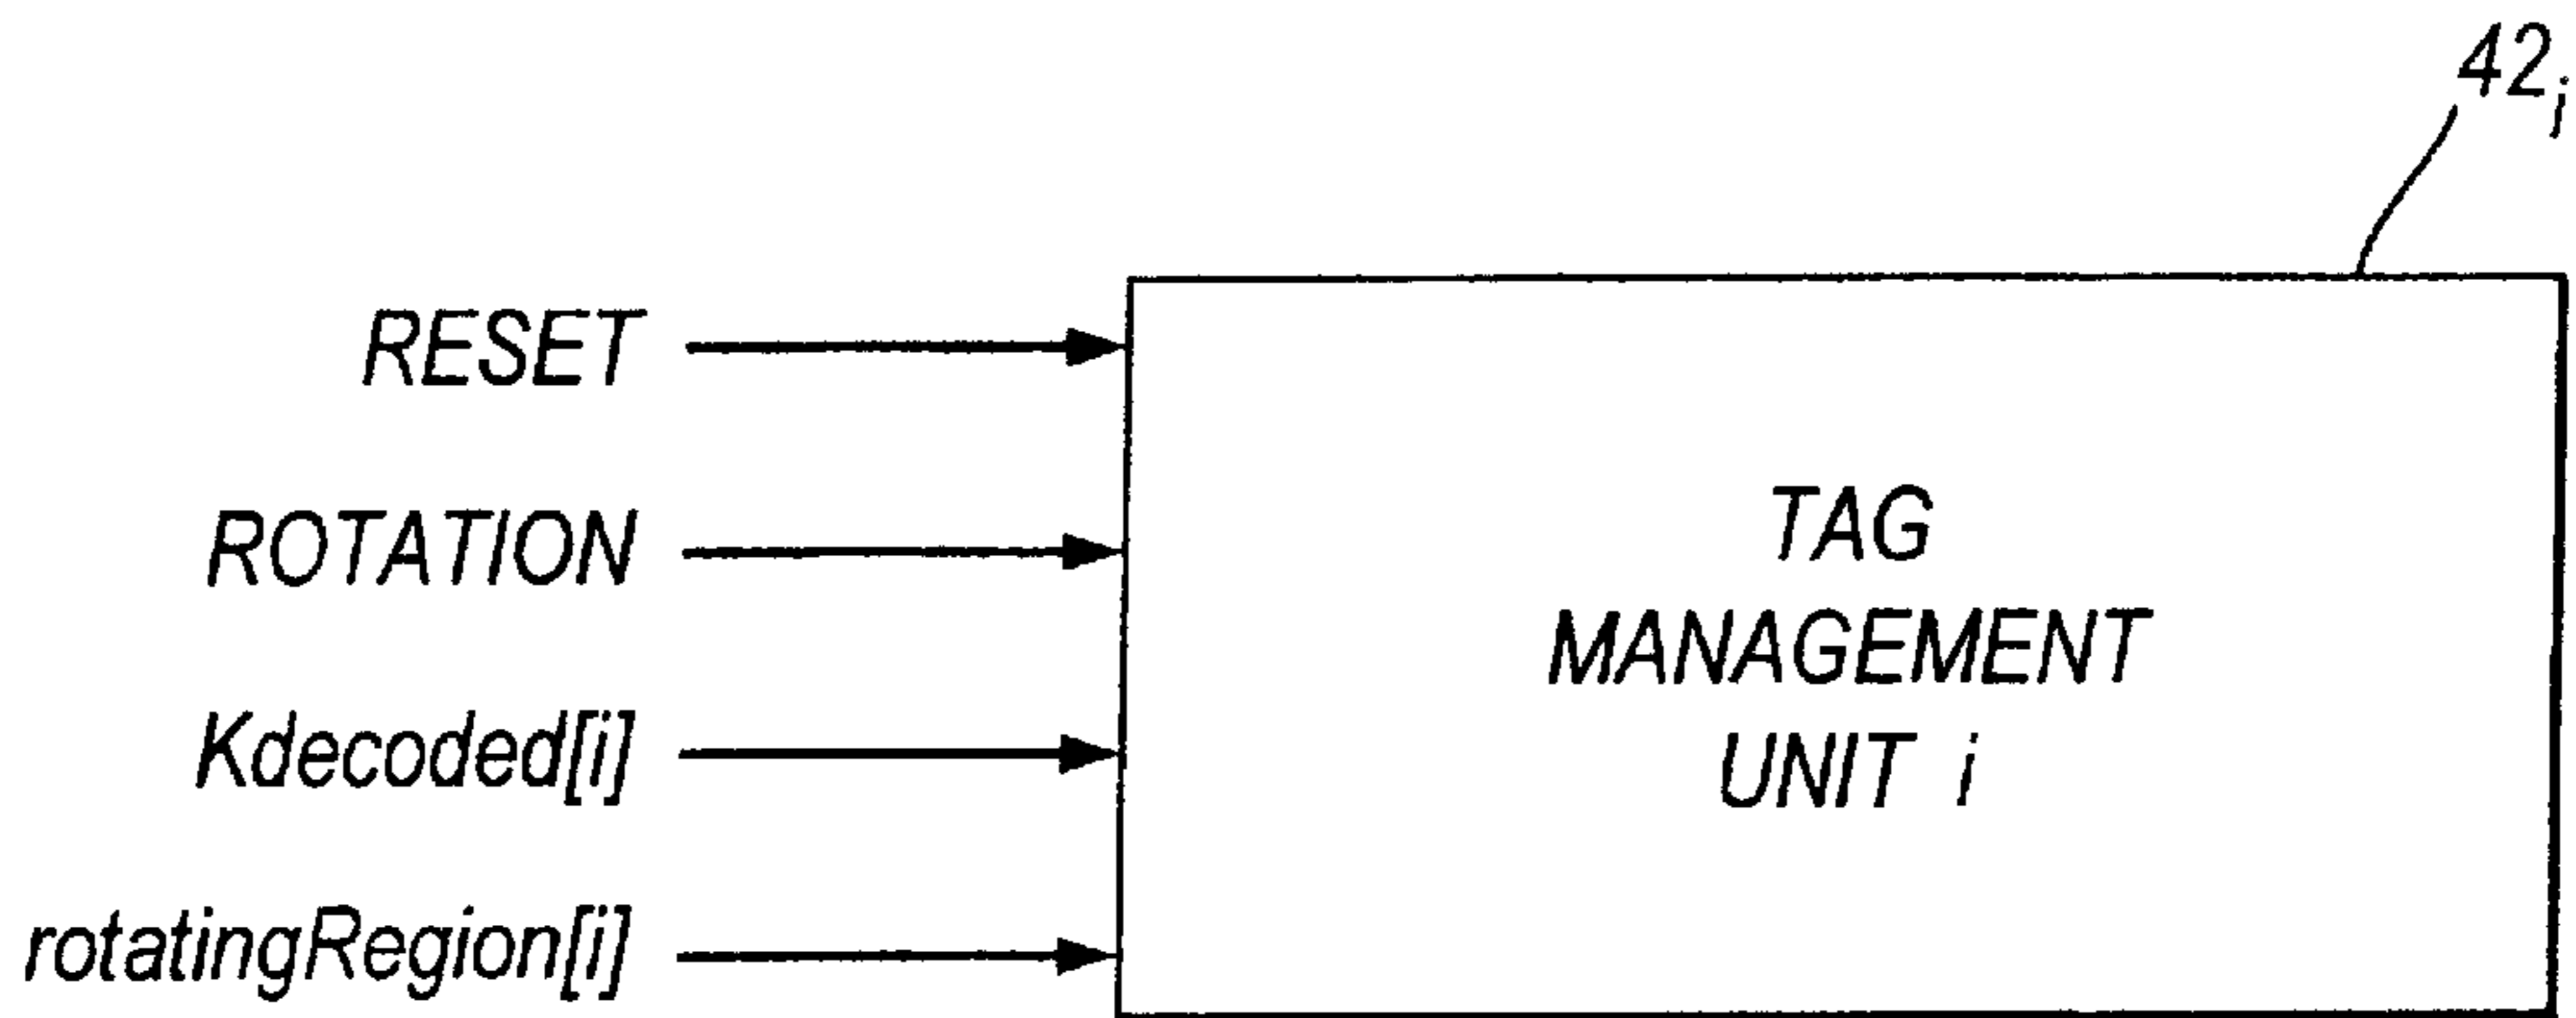 42i
RESET
ROTATION
Kdecoded[i]
rotatingRegion[i]
TAG
MANAGEMENT
UNIT i